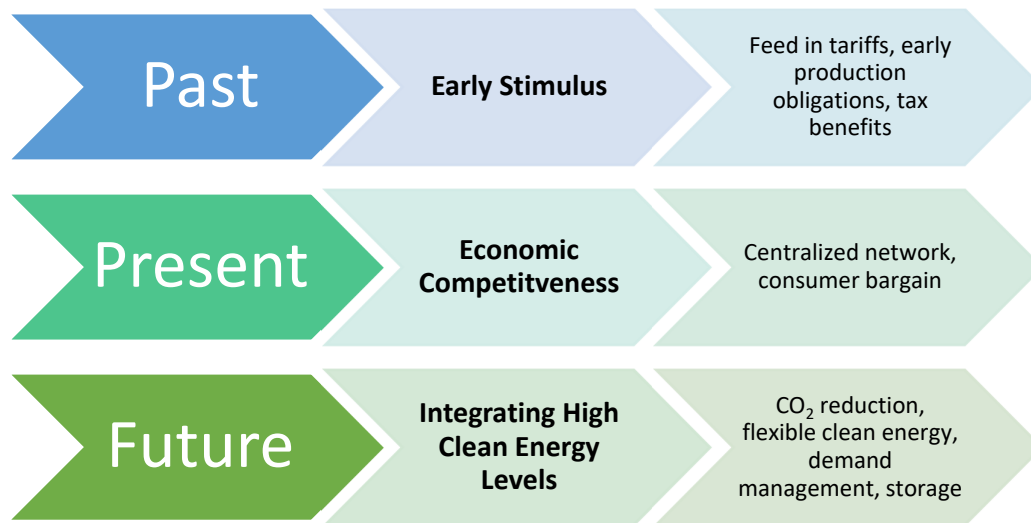 Past
Early Stimulus
Feed in tariffs, early
production
obligations, tax
benefits
Present
Economic
Competitveness
Centralized network,
consumer bargain
Future
Integrating High
Clean Energy
Levels
CO₂ reduction,
flexible clean energy,
demand
management, storage